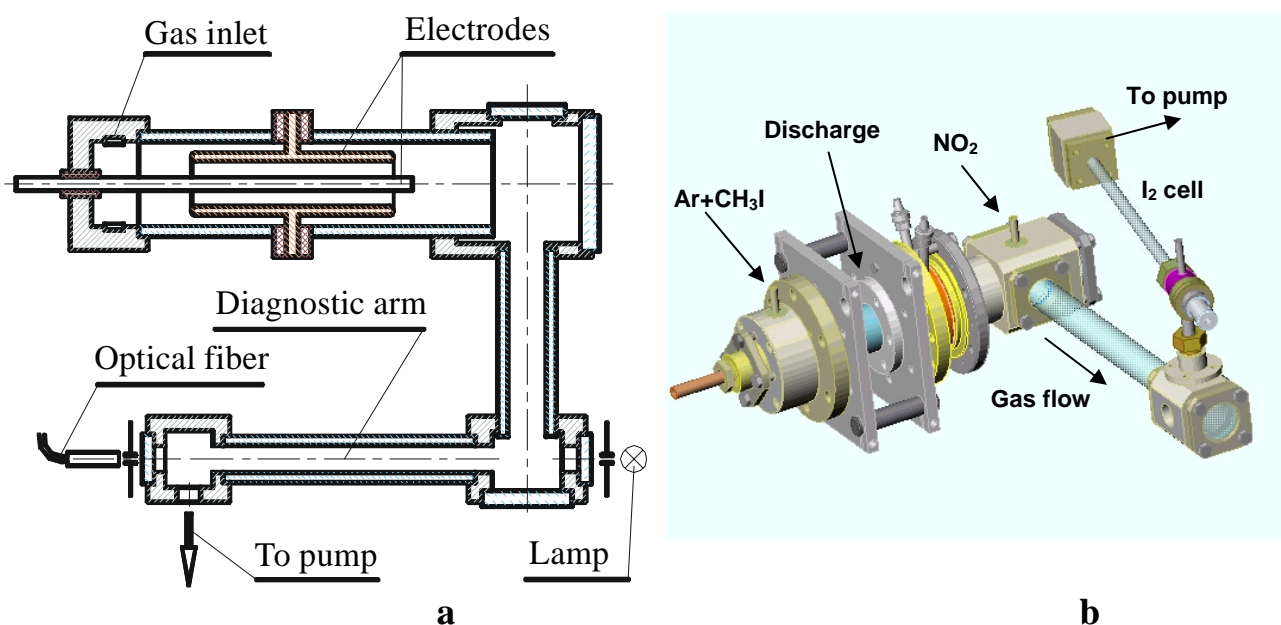 Gas inlet
Electrodes
Diagnostic arm
Optical fiber
To pump
Lamp
a
To pump
NO₂
Discharge
I₂ cell
Ar+CH₃I
Gas flow
b